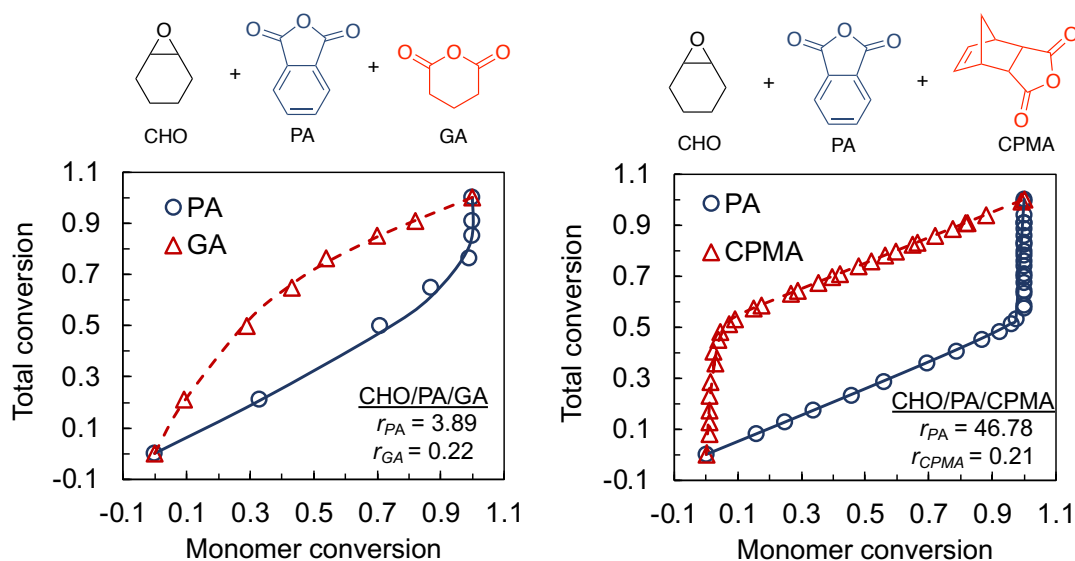 O
O
O
O
O
O
O
+
+
CHO
PA
GA
1.1
0.9
0.7
0.5
0.3
0.1
-0.1
Total conversion
PA
GA
CHO/PA/GA
rPA = 3.89
rGA = 0.22
-0.1 0.1 0.3 0.5 0.7 0.9 1.1
Monomer conversion
O
O
O
O
O
O
O
+
+
CHO
PA
CPMA
1.1
0.9
0.7
0.5
0.3
0.1
-0.1
Total conversion
PA
CPMA
CHO/PA/CPMA
rPA = 46.78
rCPMA = 0.21
-0.1 0.1 0.3 0.5 0.7 0.9 1.1
Monomer conversion